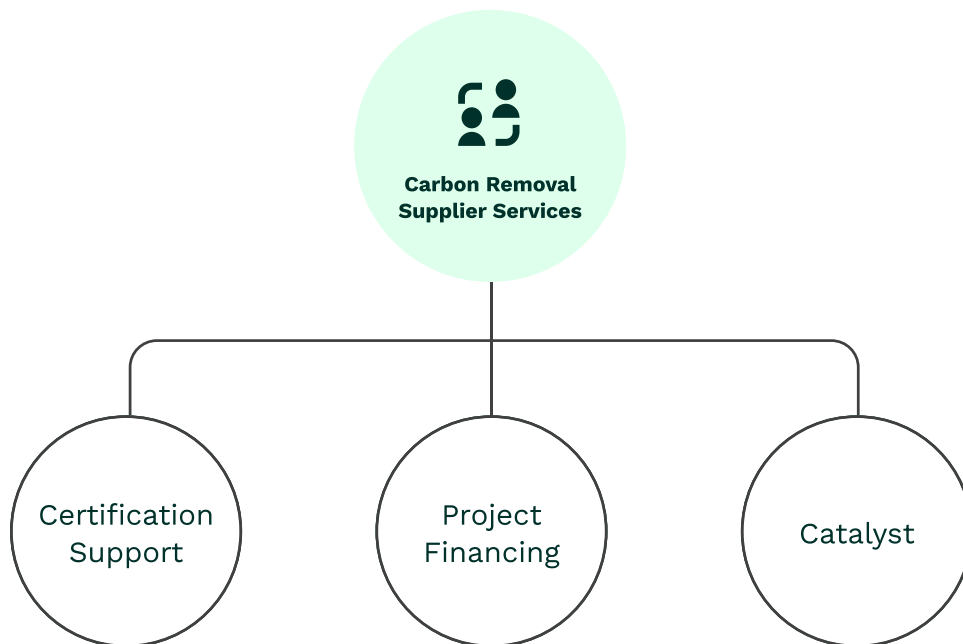 Carbon Removal
Supplier Services
Certification
Support
Project
Financing
Catalyst